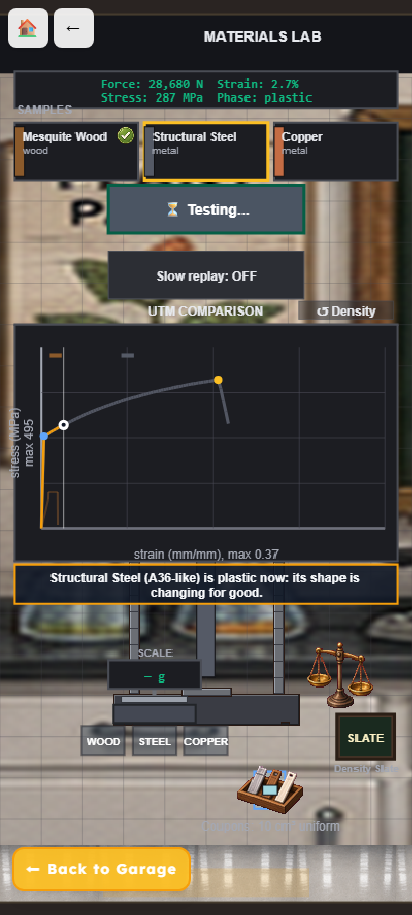 MATERIALS LAB
Force: 28,680 N Strain: 2.7%
Stress: 287 MPa Phase: plastic
SAMPLES
Mesquite Wood
wood
Structural Steel
metal
Copper
metal
Testing...
Slow replay: OFF
UTM COMPARISON
↺ Density
stress (MPa)
max 495
strain (mm/mm), max 0.37
Structural Steel (A36-like) is plastic now: its shape is
changing for good.
SCALE
— g
WOOD
STEEL
COPPER
SLATE
← Back to Garage